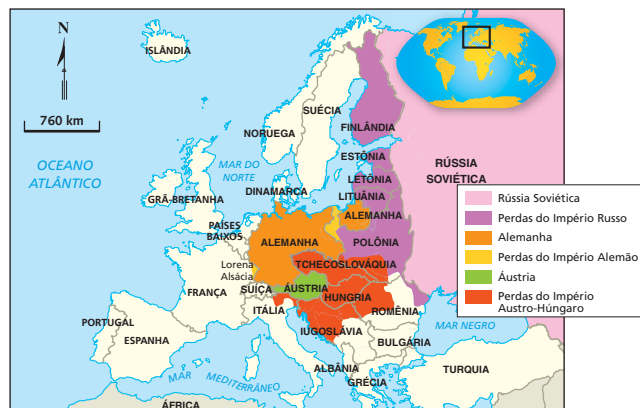 N
ISLÂNDIA
760 km
SUÉCIA
NORUEGA
FINLÂNDIA
OCEANO
ATLÂNTICO
MAR DO
NORTE
ESTÔNIA
LETÔNIA
LITUÂNIA
RÚSSIA
SOVIÉTICA
DINAMARCA
GRÃ-BRETANHA
PAÍSES
BAIXOS
ALEMANHA
ALEMANHA
POLÔNIA
Lorena
Alsácia
TCHECOSLOVÁQUIA
FRANÇA
SUÍÇA
ÁUSTRIA
HUNGRIA
ITÁLIA
ROMÊNIA
IUGOSLÁVIA
PORTUGAL
ESPANHA
MAR NEGRO
BULGÁRIA
ALBÂNIA
GRÉCIA
TURQUIA
MAR MEDITERRÂNEO
ÁFRICA
Rússia Soviética
Perdas do Império Russo
Alemanha
Perdas do Império Alemão
Áustria
Perdas do Império
Austro-Húngaro